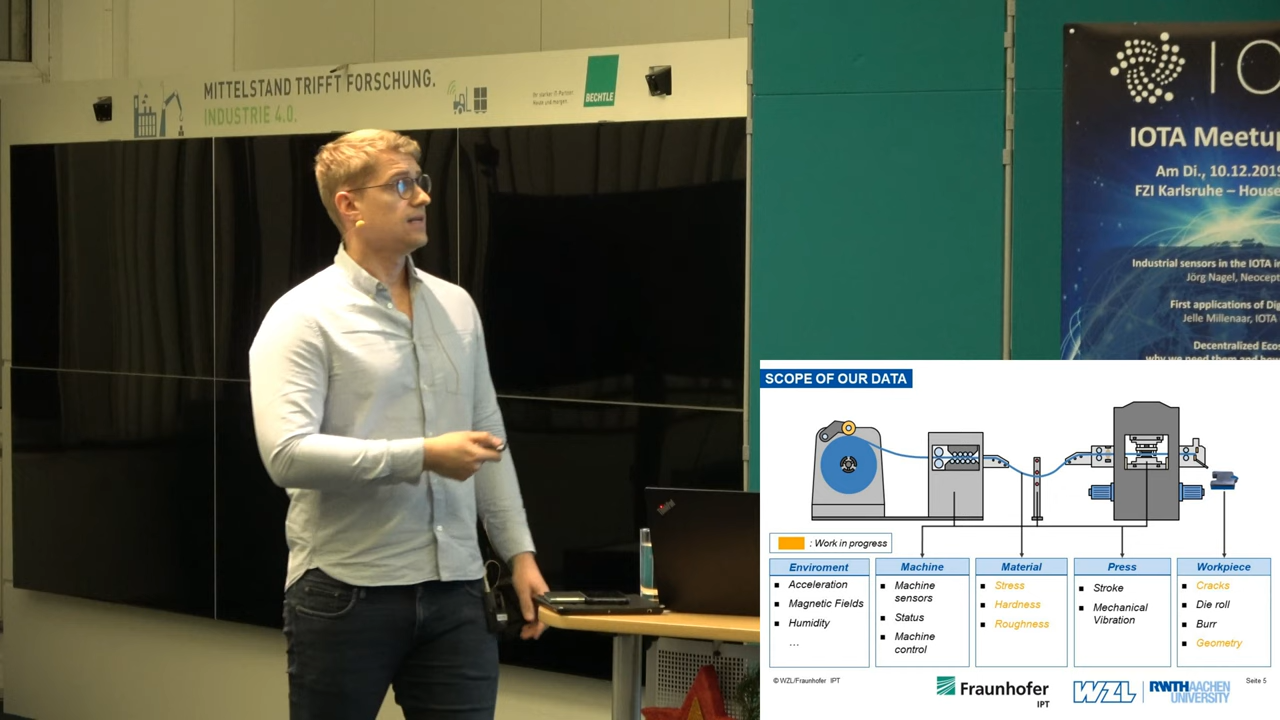 MITTELSTAND TRIFFT FORSCHUNG.
INDUSTRIE 4.0.
BECHTLE
IOTA Meetup
Am Di., 10.12.2019
FZI Karlsruhe – House
Industrial sensors in the IOTA
Jörg Nagel, Neocept
First applications of Dig
Jelle Millenaar, IOTA
Decentralized Ecos
why we need them and how
SCOPE OF OUR DATA
: Work in progress
Enviroment
Acceleration
Magnetic Fields
Humidity
…
Machine
Machine
sensors
Status
Machine
control
Material
Stress
Hardness
Roughness
Press
Stroke
Mechanical
Vibration
Workpiece
Cracks
Die roll
Burr
Geometry
© WZL/Fraunhofer IPT
Fraunhofer
IPT
WZL
RWTHAACHEN
UNIVERSITY
Seite 5